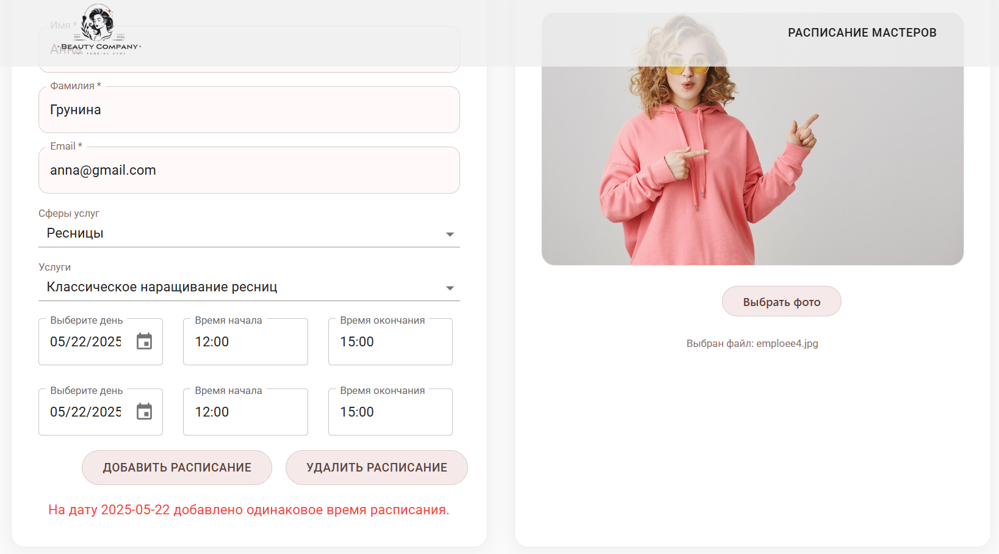 Имя *
Анна
BEAUTY COMPANY
РАСПИСАНИЕ МАСТЕРОВ
Фамилия *
Грунина
Email *
anna@gmail.com
Сферы услуг
Ресницы
Услуги
Классическое наращивание ресниц
Выберите день Время начала Время окончания
05/22/2025 12:00 15:00
Выберите день Время начала Время окончания
05/22/2025 12:00 15:00
ДОБАВИТЬ РАСПИСАНИЕ УДАЛИТЬ РАСПИСАНИЕ
На дату 2025-05-22 добавлено одинаковое время расписания.
Выбрать фото
Выбран файл: emploee4.jpg